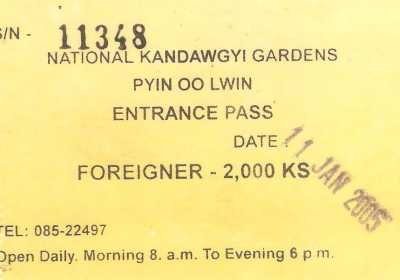 S/N - 11348
NATIONAL KANDAWGYI GARDENS
PYIN OO LWIN
ENTRANCE PASS
DATE :
11 JAN 2005
FOREIGNER - 2,000 KS
TEL: 085-22497
Open Daily. Morning 8. a.m. To Evening 6 p m.